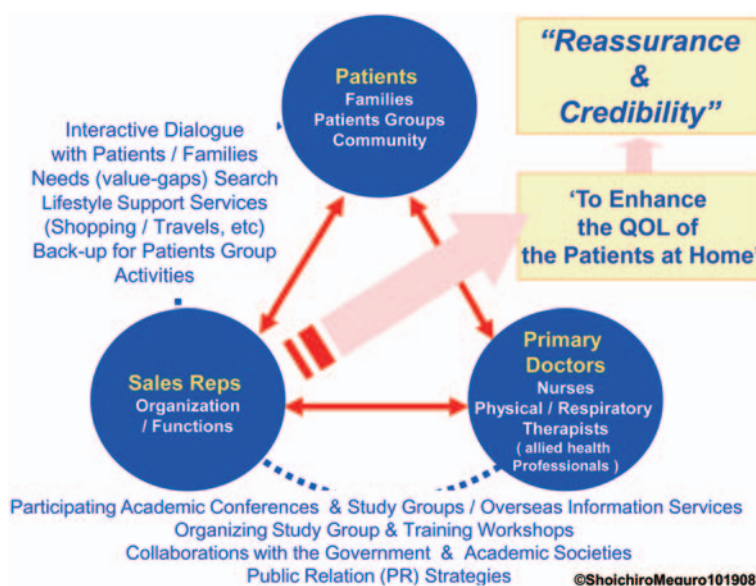 Patients
Families
Patients Groups
Community
"Reassurance
&
Credibility"
'To Enhance
the QOL of
the Patients at Home'
Interactive Dialogue
with Patients / Families
Needs (value-gaps) Search
Lifestyle Support Services
(Shopping / Travels, etc)
Back-up for Patients Group
Activities
Sales Reps
Organization
/ Functions
Primary
Doctors
Nurses
Physical / Respiratory
Therapists
( allied health
Professionals )
Participating Academic Conferences & Study Groups / Overseas Information Services
Organizing Study Group & Training Workshops
Collaborations with the Government & Academic Societies
Public Relation (PR) Strategies
©ShoichiroMeguro101908